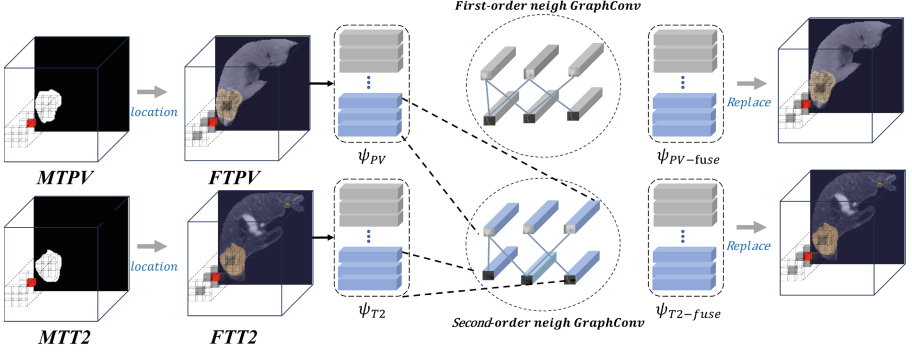 First-order neigh GraphConv
location
Replace
ψPV
ψPV−fuse
MTPV
FTPV
location
Replace
ψT2
ψT2−fuse
Second-order neigh GraphConv
MTT2
FTT2